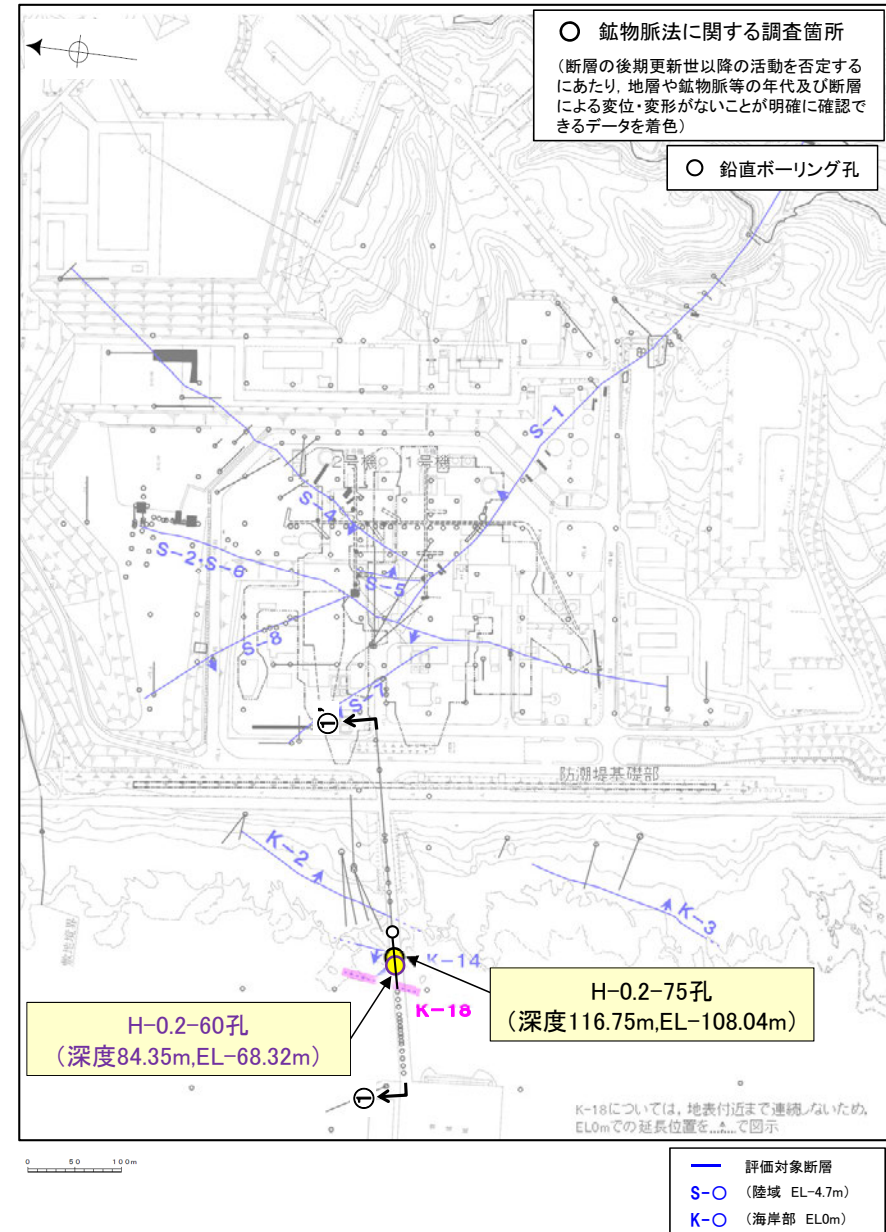 ○ 鉱物脈法に関する調査箇所
(断層の後期更新世以降の活動を否定する
にあたり, 地層や鉱物脈等の年代及び断層
による変位・変形がないことが明確に確認で
きるデータを着色)
○ 鉛直ボーリング孔
S-1
2号機
1号機
S-4
S-2・S-6
S-5
S-8
S-7
①'
防潮堤基礎部
K-2
K-3
敷地境界
K-14
K-18
H-0.2-75孔
(深度116.75m,EL-108.04m)
H-0.2-60孔
(深度84.35m,EL-68.32m)
①
K-18については, 地表付近まで連続しないため,
EL0mでの延長位置を...▲...で図示
0 50 100m
評価対象断層
S-○ (陸域 EL-4.7m)
K-○ (海岸部 EL0m)